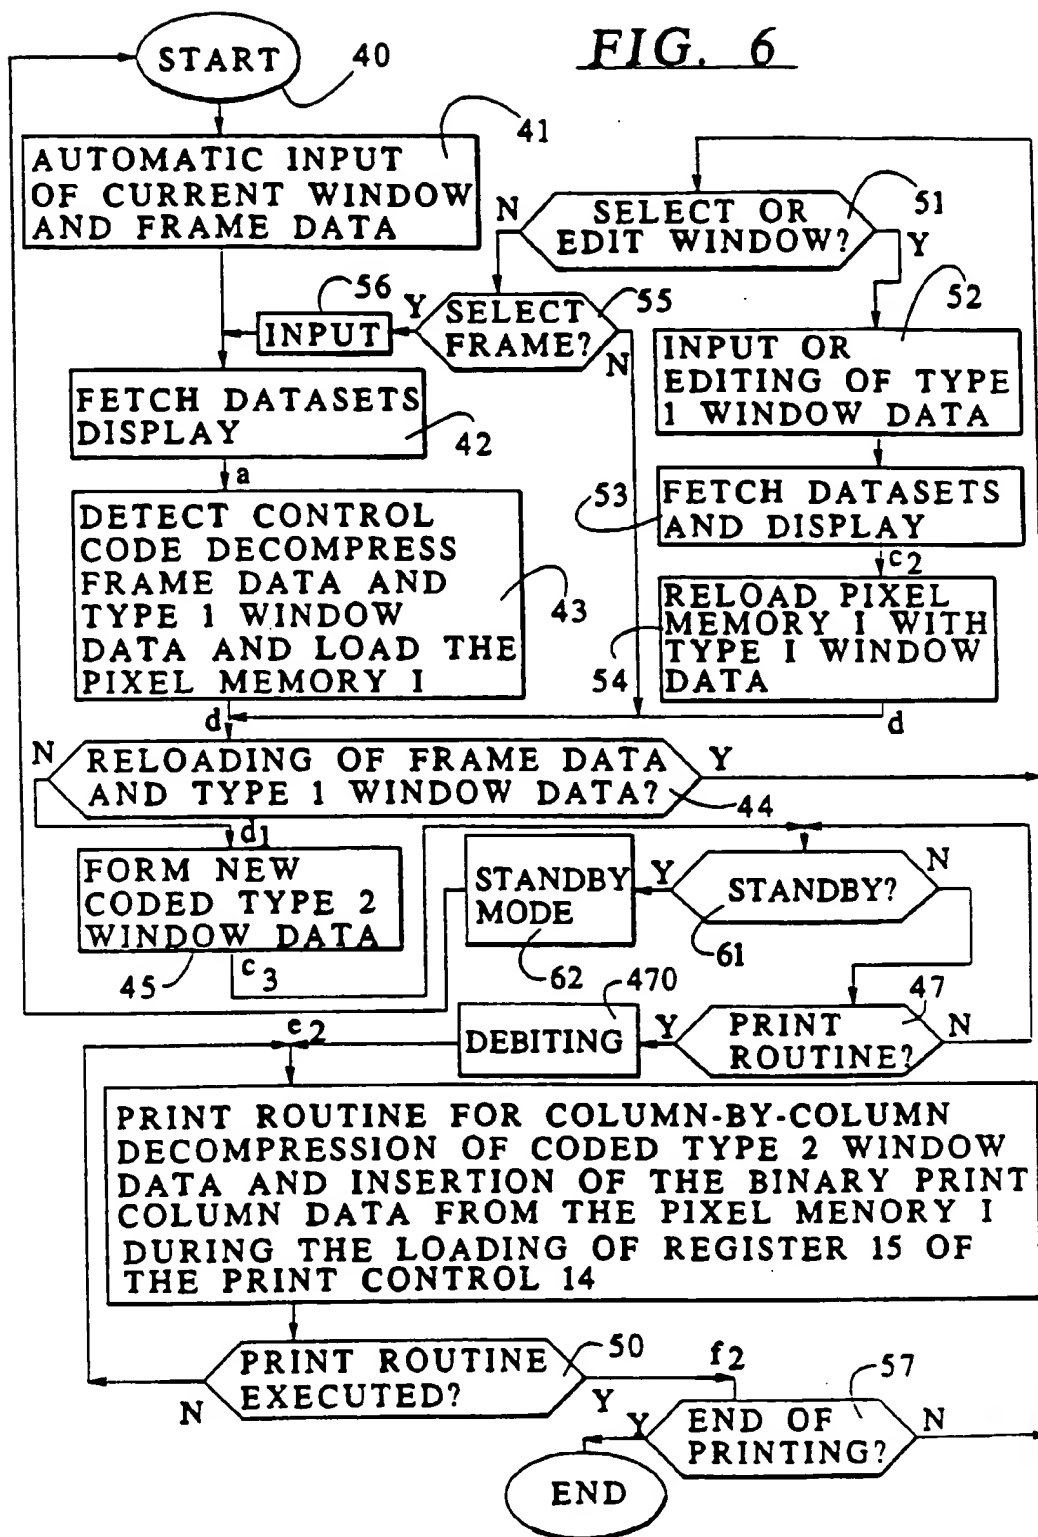 FIG. 6
START
40
AUTOMATIC INPUT
OF CURRENT WINDOW
AND FRAME DATA
41
N
SELECT OR
EDIT WINDOW?
51
Y
56
INPUT
Y
SELECT
FRAME?
55
N
52
INPUT OR
EDITING OF TYPE
1 WINDOW DATA
FETCH DATASETS
DISPLAY
42
a
53
FETCH DATASETS
AND DISPLAY
c2
DETECT CONTROL
CODE DECOMPRESS
FRAME DATA AND
TYPE 1 WINDOW
DATA AND LOAD THE
PIXEL MEMORY I
43
RELOAD PIXEL
MEMORY I WITH
TYPE I WINDOW
DATA
54
d
d
N
RELOADING OF FRAME DATA
AND TYPE 1 WINDOW DATA?
Y
44
d1
FORM NEW
CODED TYPE 2
WINDOW DATA
45
c3
STANDBY
MODE
62
Y
STANDBY?
N
61
470
DEBITING
Y
PRINT
ROUTINE?
47
N
e2
PRINT ROUTINE FOR COLUMN-BY-COLUMN
DECOMPRESSION OF CODED TYPE 2 WINDOW
DATA AND INSERTION OF THE BINARY PRINT
COLUMN DATA FROM THE PIXEL MENORY I
DURING THE LOADING OF REGISTER 15 OF
THE PRINT CONTROL 14
PRINT ROUTINE
EXECUTED?
50
N
Y
f2
57
Y
END OF
PRINTING?
N
END